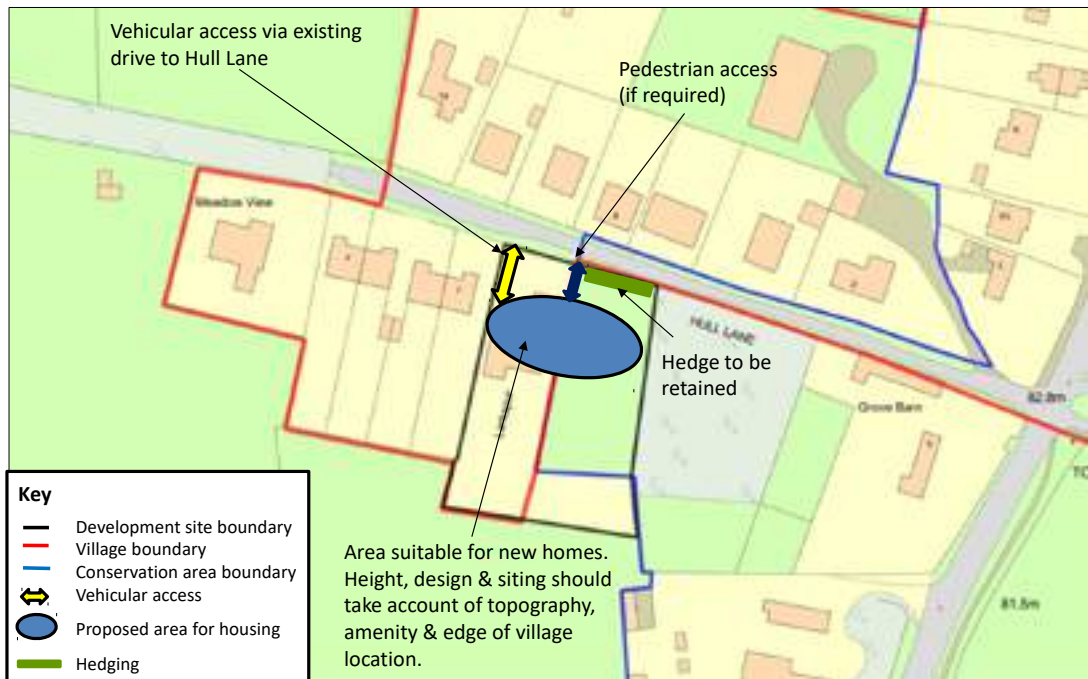 Vehicular access via existing
drive to Hull Lane
Pedestrian access
(if required)
Meadow View
HULL LANE
Hedge to be
retained
82.8m
Grove Barn
TC
Key
Development site boundary
Village boundary
Conservation area boundary
Vehicular access
Proposed area for housing
Hedging
Area suitable for new homes.
Height, design & siting should
take account of topography,
amenity & edge of village
location.
81.5m